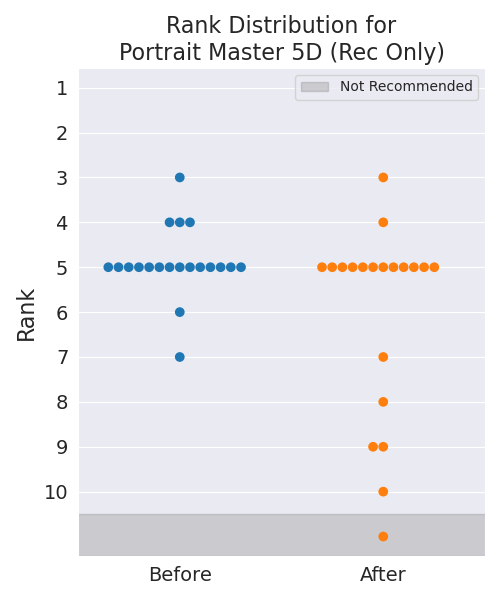 Rank Distribution for
Portrait Master 5D (Rec Only)
Not Recommended
1
2
3
4
5
6
7
8
9
10
Rank
Before
After